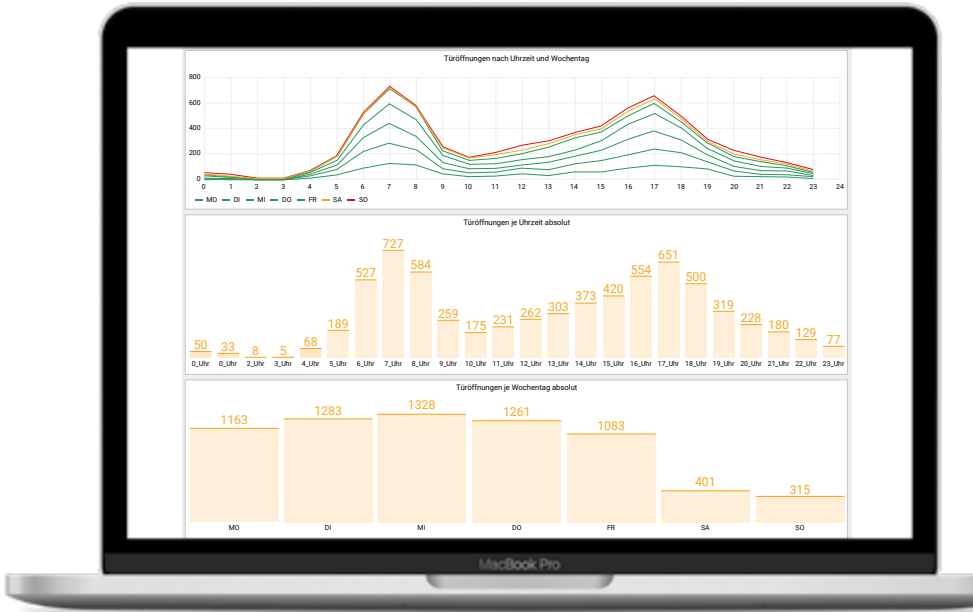 Türöffnungen nach Uhrzeit und Wochentag
800
600
400
200
0
0 1 2 3 4 5 6 7 8 9 10 11 12 13 14 15 16 17 18 19 20 21 22 23 24
MO DI MI DO FR SA SO
Türöffnungen je Uhrzeit absolut
50 33 8 5 68 189 527 727 584 259 175 231 262 303 373 420 554 651 500 319 228 180 129 77
0_Uhr 0_Uhr 2_Uhr 3_Uhr 4_Uhr 5_Uhr 6_Uhr 7_Uhr 8_Uhr 9_Uhr 10_Uhr 11_Uhr 12_Uhr 13_Uhr 14_Uhr 15_Uhr 16_Uhr 17_Uhr 18_Uhr 19_Uhr 20_Uhr 21_Uhr 22_Uhr 23_Uhr
Türöffnungen je Wochentag absolut
1163 1283 1328 1261 1083 401 315
MO DI MI DO FR SA SO
MacBook Pro